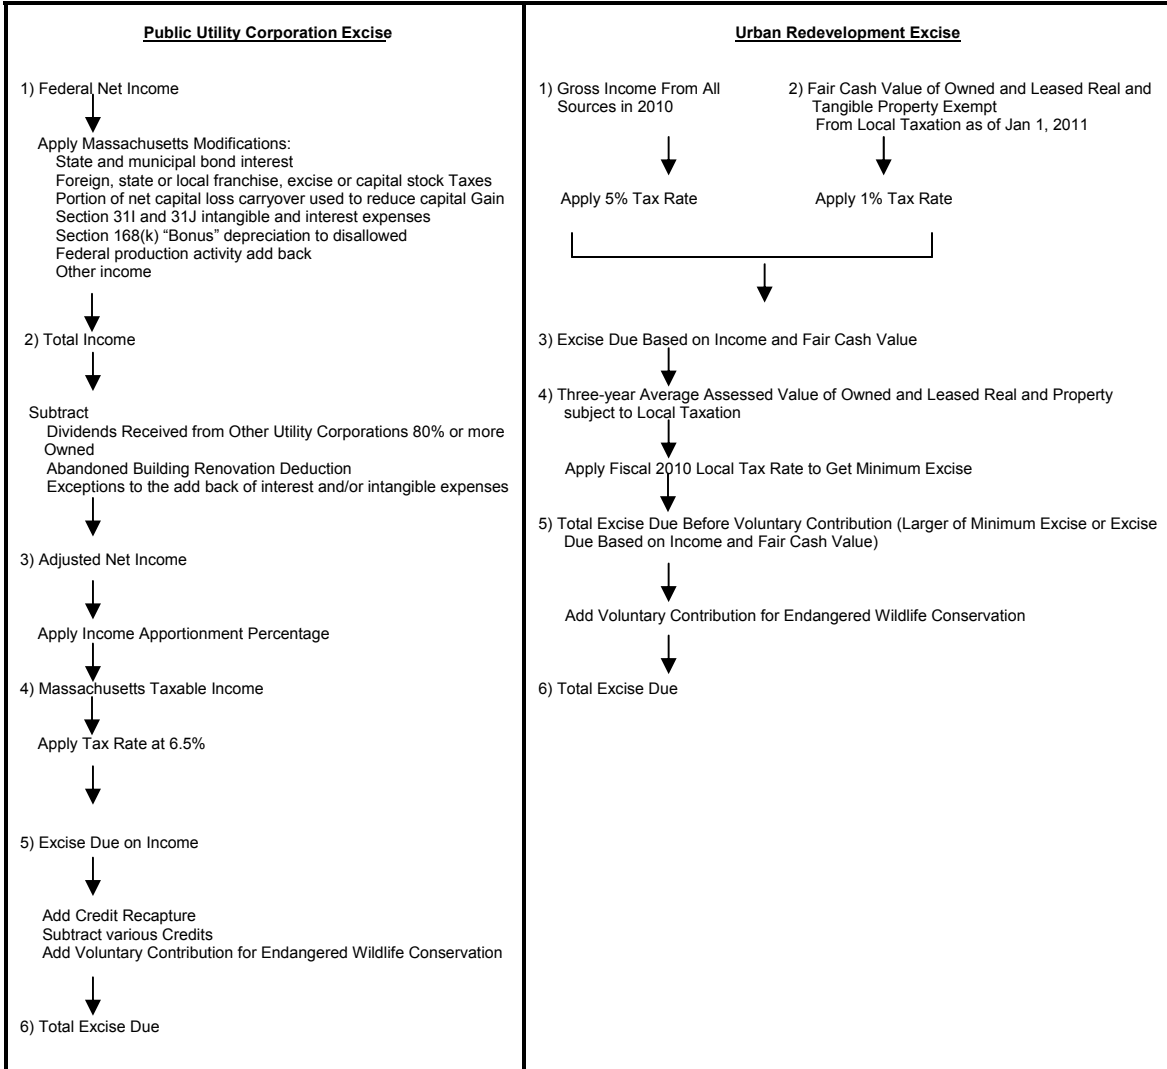 Public Utility Corporation Excise
1) Federal Net Income
Apply Massachusetts Modifications:
State and municipal bond interest
Foreign, state or local franchise, excise or capital stock Taxes
Portion of net capital loss carryover used to reduce capital Gain
Section 31I and 31J intangible and interest expenses
Section 168(k) “Bonus” depreciation to disallowed
Federal production activity add back
Other income
2) Total Income
Subtract
Dividends Received from Other Utility Corporations 80% or more
Owned
Abandoned Building Renovation Deduction
Exceptions to the add back of interest and/or intangible expenses
3) Adjusted Net Income
Apply Income Apportionment Percentage
4) Massachusetts Taxable Income
Apply Tax Rate at 6.5%
5) Excise Due on Income
Add Credit Recapture
Subtract various Credits
Add Voluntary Contribution for Endangered Wildlife Conservation
6) Total Excise Due
Urban Redevelopment Excise
1) Gross Income From All
Sources in 2010
2) Fair Cash Value of Owned and Leased Real and
Tangible Property Exempt
From Local Taxation as of Jan 1, 2011
Apply 5% Tax Rate
Apply 1% Tax Rate
3) Excise Due Based on Income and Fair Cash Value
4) Three-year Average Assessed Value of Owned and Leased Real and Property
subject to Local Taxation
Apply Fiscal 2010 Local Tax Rate to Get Minimum Excise
5) Total Excise Due Before Voluntary Contribution (Larger of Minimum Excise or Excise
Due Based on Income and Fair Cash Value)
Add Voluntary Contribution for Endangered Wildlife Conservation
6) Total Excise Due